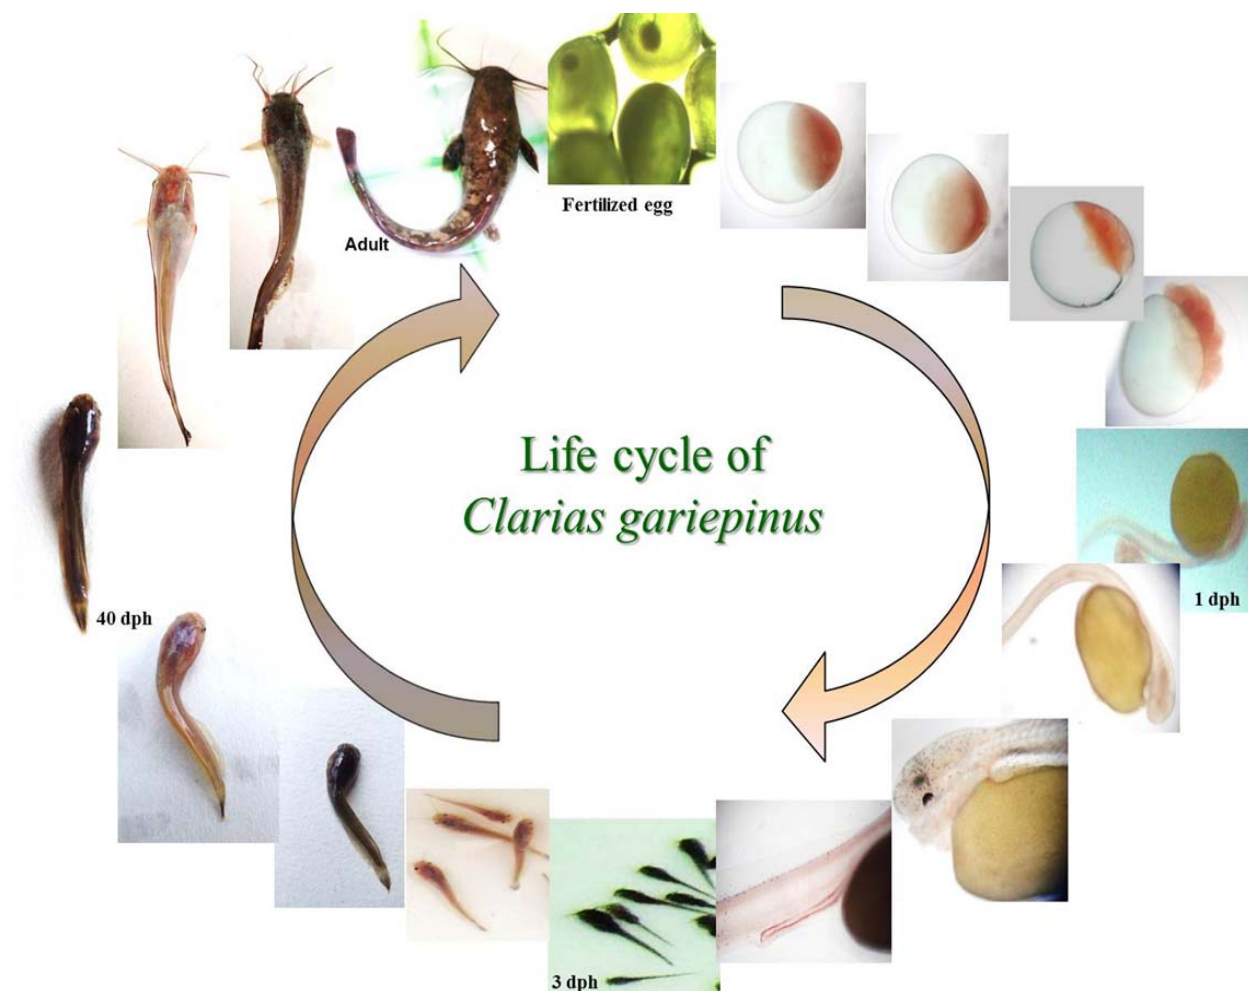 Fertilized egg
Adult
Life cycle of
Clarias gariepinus
1 dph
40 dph
3 dph